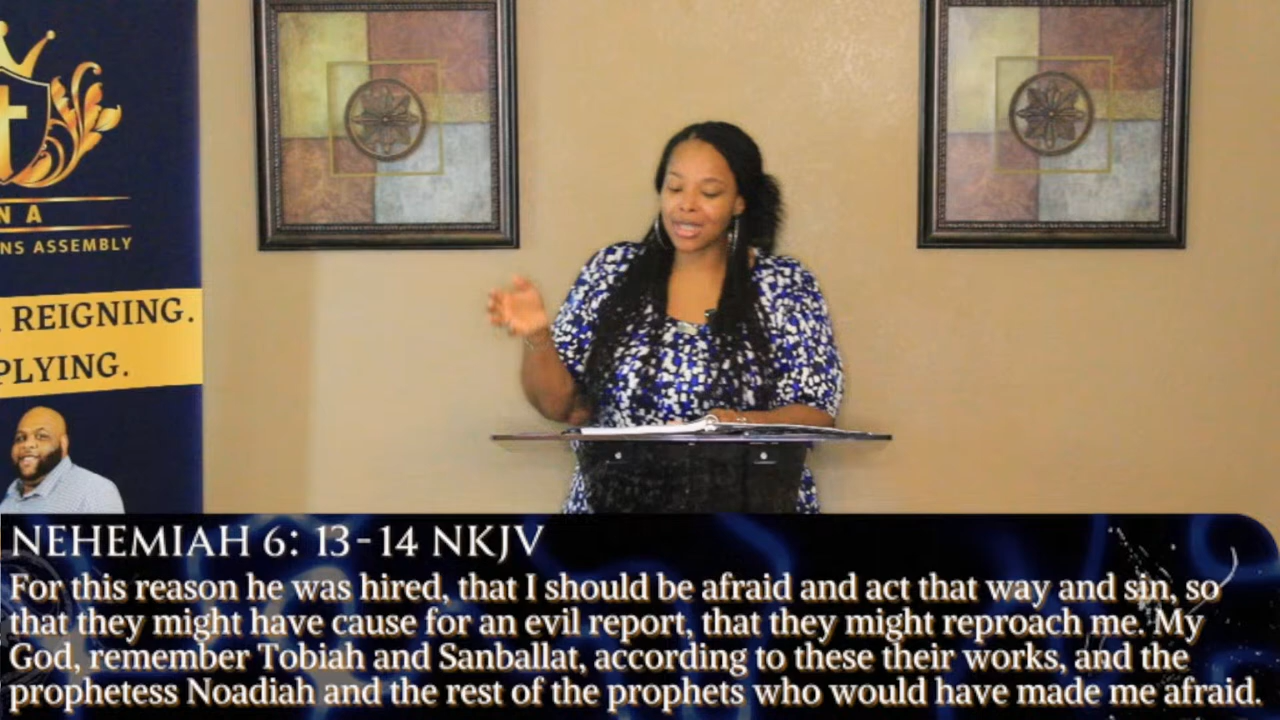 N A
NS ASSEMBLY
REIGNING.
PLYING.
NEHEMIAH 6: 13-14 NKJV
For this reason he was hired, that I should be afraid and act that way and sin, so
that they might have cause for an evil report, that they might reproach me. My
God, remember Tobiah and Sanballat, according to these their works, and the
prophetess Noadiah and the rest of the prophets who would have made me afraid.